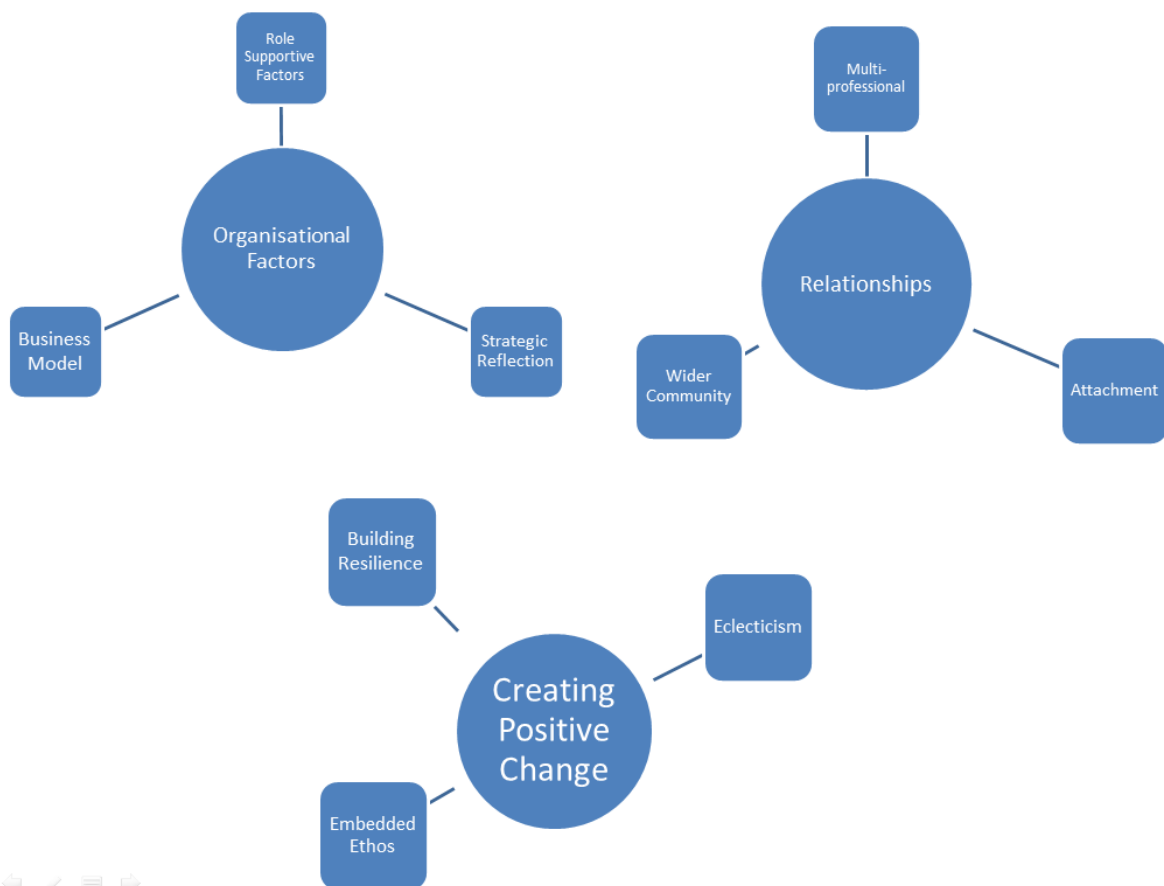 Role
Supportive
Factors
Organisational
Factors
Business
Model
Strategic
Reflection
Multi-
professional
Relationships
Wider
Community
Attachment
Building
Resilience
Eclecticism
Creating
Positive
Change
Embedded
Ethos